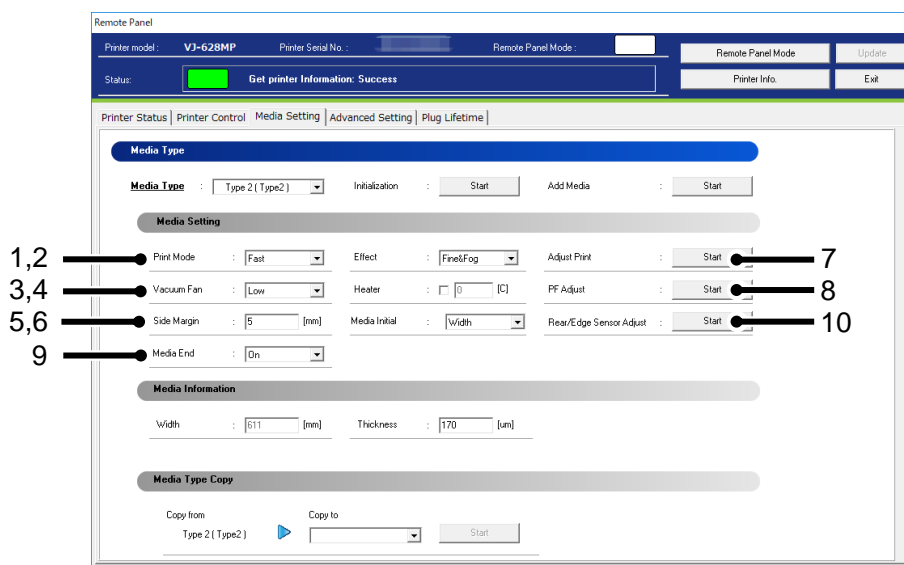 Remote Panel
Printer model : VJ-628MP Printer Serial No. : Remote Panel Mode :
Remote Panel Mode Update
Status: Get printer Information: Success
Printer Info. Exit
Printer Status Printer Control Media Setting Advanced Setting Plug Lifetime
Media Type
Media Type : Type 2 ( Type2 ) Initialization : Start Add Media : Start
Media Setting
1,2 Print Mode : Fast Effect : Fine&Fog Adjust Print : Start 7
3,4 Vacuum Fan : Low Heater : 0 [C] PF Adjust : Start 8
5,6 Side Margin : 5 [mm] Media Initial : Width Rear/Edge Sensor Adjust : Start 10
9 Media End : On
Media Information
Width : 611 [mm] Thickness : 170 [um]
Media Type Copy
Copy from Copy to
Type 2 ( Type2 ) Start